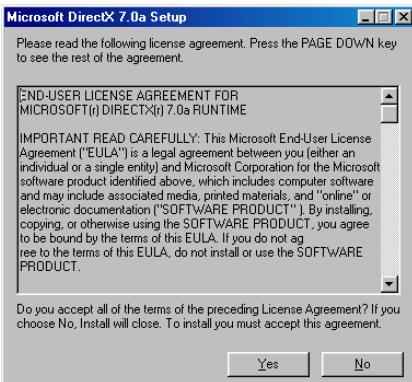 Microsoft DirectX 7.0a Setup
Please read the following license agreement. Press the PAGE DOWN key
to see the rest of the agreement.
END-USER LICENSE AGREEMENT FOR
MICROSOFT(r) DIRECTX(r) 7.0a RUNTIME
IMPORTANT READ CAREFULLY: This Microsoft End-User License
Agreement ("EULA") is a legal agreement between you (either an
individual or a single entity) and Microsoft Corporation for the Microsoft
software product identified above, which includes computer software
and may include associated media, printed materials, and "online" or
electronic documentation ("SOFTWARE PRODUCT" ). By installing,
copying, or otherwise using the SOFTWARE PRODUCT, you agree
to be bound by the terms of this EULA. If you do not ag
ree to the terms of this EULA, do not install or use the SOFTWARE
PRODUCT.
Do you accept all of the terms of the preceding License Agreement? If you
choose No, Install will close. To install you must accept this agreement.
Yes No